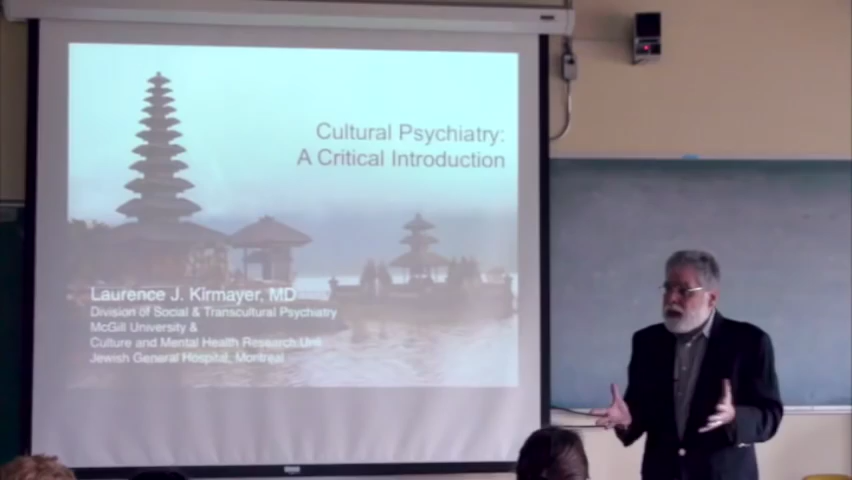 Cultural Psychiatry:
A Critical Introduction
Laurence J. Kirmayer, MD
Division of Social & Transcultural Psychiatry
McGill University &
Culture and Mental Health Research Unit
Jewish General Hospital, Montreal